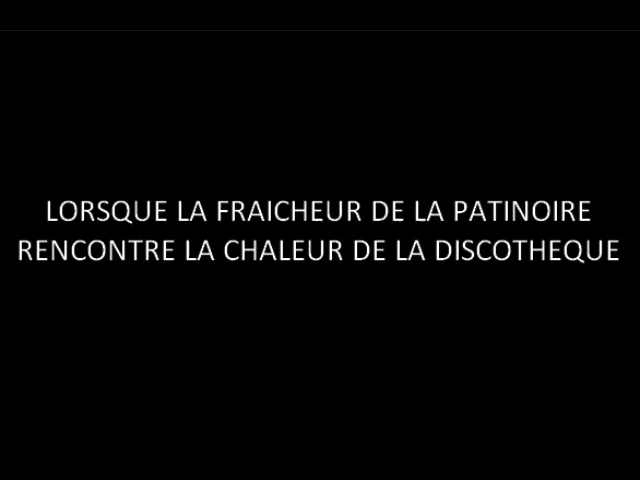 LORSQUE LA FRAICHEUR DE LA PATINOIRE
RENCONTRE LA CHALEUR DE LA DISCOTHEQUE